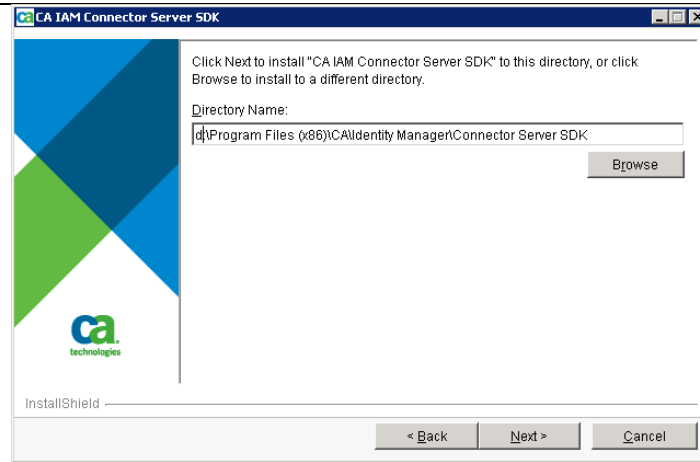 CA IAM Connector Server SDK
Click Next to install "CA IAM Connector Server SDK" to this directory, or click
Browse to install to a different directory.
Directory Name:
d:\Program Files (x86)\CA\Identity Manager\Connector Server SDK
Browse
ca.
technologies
InstallShield
< Back
Next >
Cancel